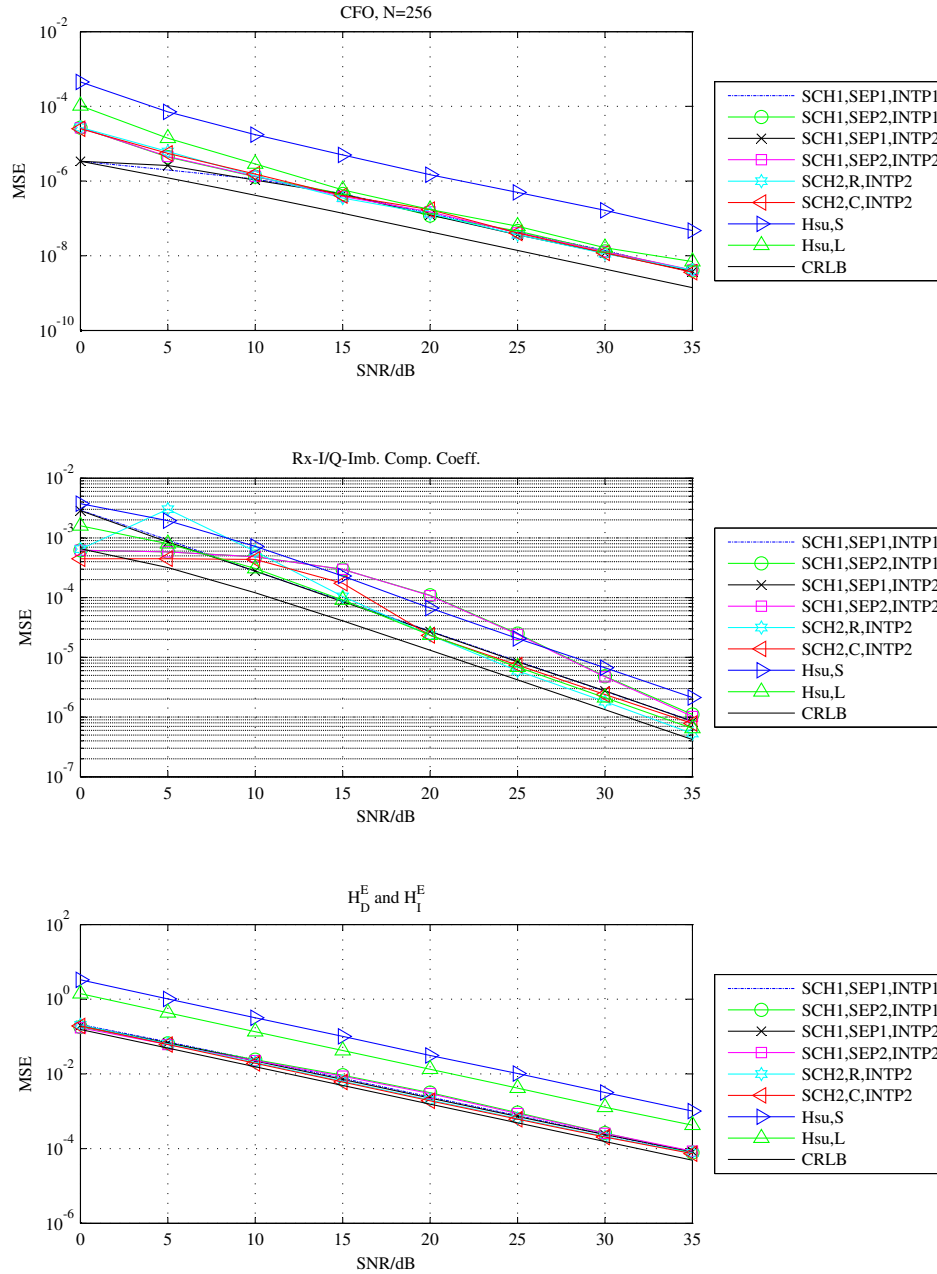 CFO, N=256
10^-2
10^-4
10^-6
10^-8
10^-10
MSE
0 5 10 15 20 25 30 35
SNR/dB
SCH1,SEP1,INTP1
SCH1,SEP2,INTP1
SCH1,SEP1,INTP2
SCH1,SEP2,INTP2
SCH2,R,INTP2
SCH2,C,INTP2
Hsu,S
Hsu,L
CRLB
Rx-I/Q-Imb. Comp. Coeff.
10^-2
10^-3
10^-4
10^-5
10^-6
10^-7
MSE
0 5 10 15 20 25 30 35
SNR/dB
SCH1,SEP1,INTP1
SCH1,SEP2,INTP1
SCH1,SEP1,INTP2
SCH1,SEP2,INTP2
SCH2,R,INTP2
SCH2,C,INTP2
Hsu,S
Hsu,L
CRLB
H_D^E and H_I^E
10^2
10^0
10^-2
10^-4
10^-6
MSE
0 5 10 15 20 25 30 35
SNR/dB
SCH1,SEP1,INTP1
SCH1,SEP2,INTP1
SCH1,SEP1,INTP2
SCH1,SEP2,INTP2
SCH2,R,INTP2
SCH2,C,INTP2
Hsu,S
Hsu,L
CRLB